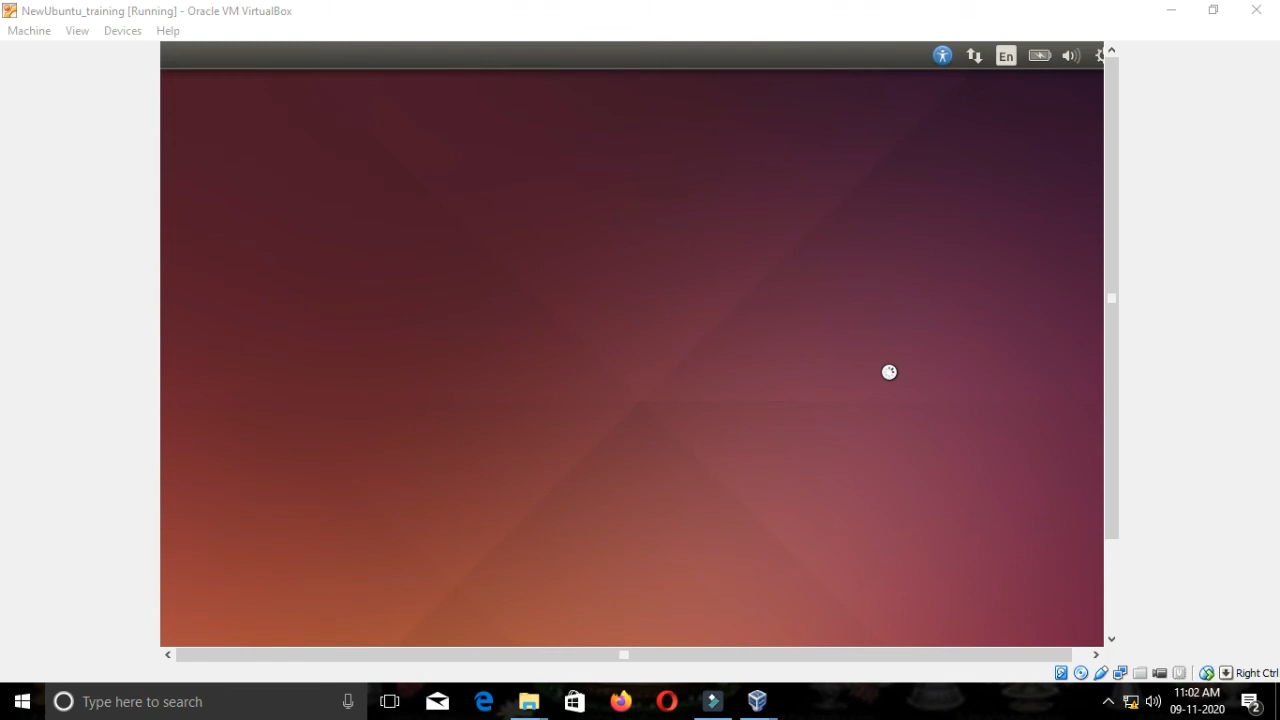 NewUbuntu_training [Running] - Oracle VM VirtualBox
Machine View Devices Help
En
Right Ctrl
Type here to search
11:02 AM
09-11-2020
2